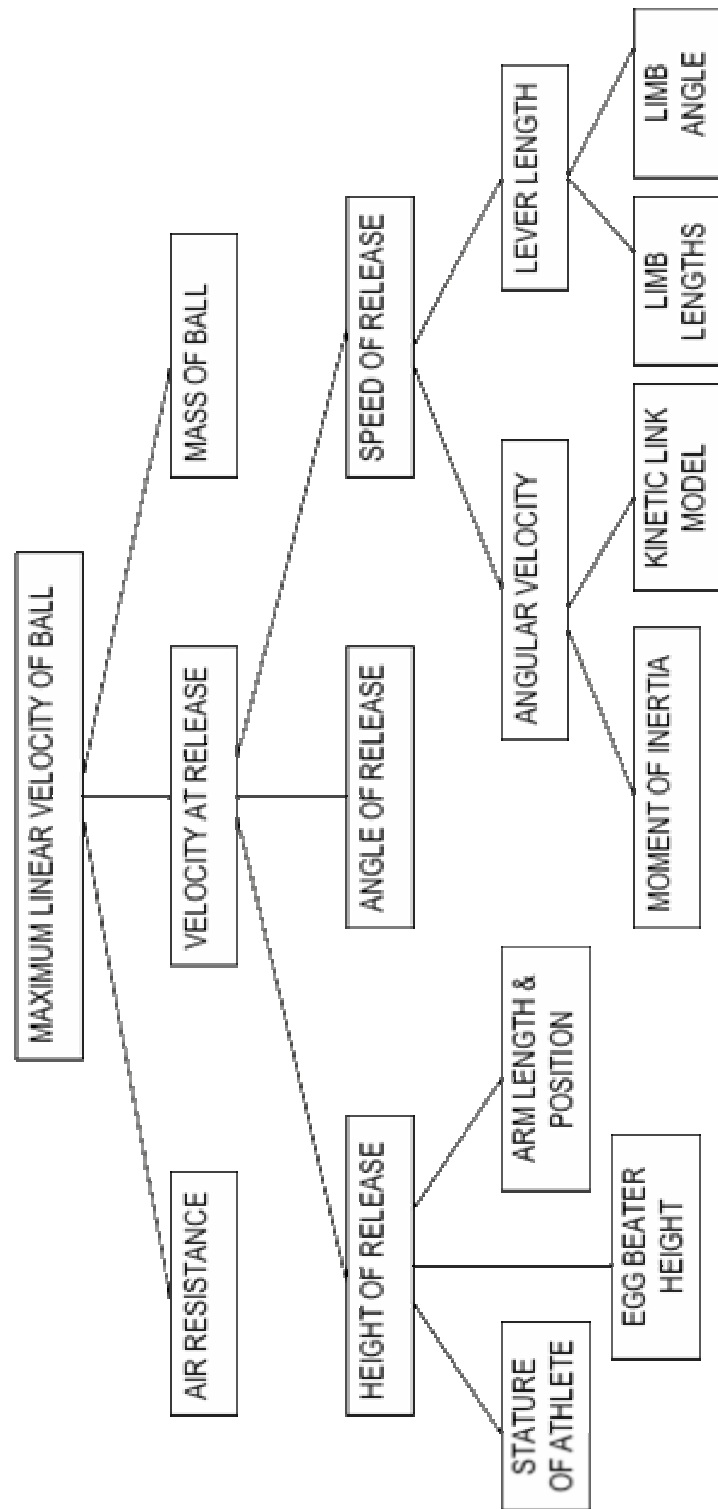 MAXIMUM LINEAR VELOCITY OF BALL
AIR RESISTANCE
VELOCITY AT RELEASE
MASS OF BALL
HEIGHT OF RELEASE
ANGLE OF RELEASE
SPEED OF RELEASE
STATURE
OF ATHLETE
EGG BEATER
HEIGHT
ARM LENGTH &
POSITION
ANGULAR VELOCITY
LEVER LENGTH
MOMENT OF INERTIA
KINETIC LINK
MODEL
LIMB
LENGTHS
LIMB
ANGLE